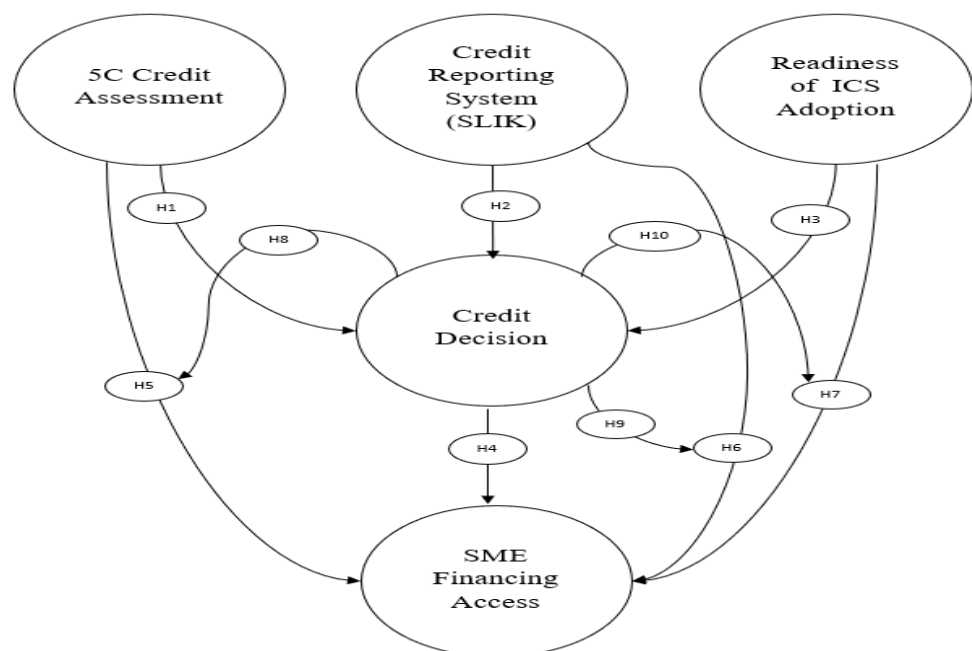 5C Credit
Assessment
Credit
Reporting
System
(SLIK)
Readiness
of ICS
Adoption
H1
H2
H3
H8
H10
Credit
Decision
H5
H7
H9
H6
H4
SME
Financing
Access